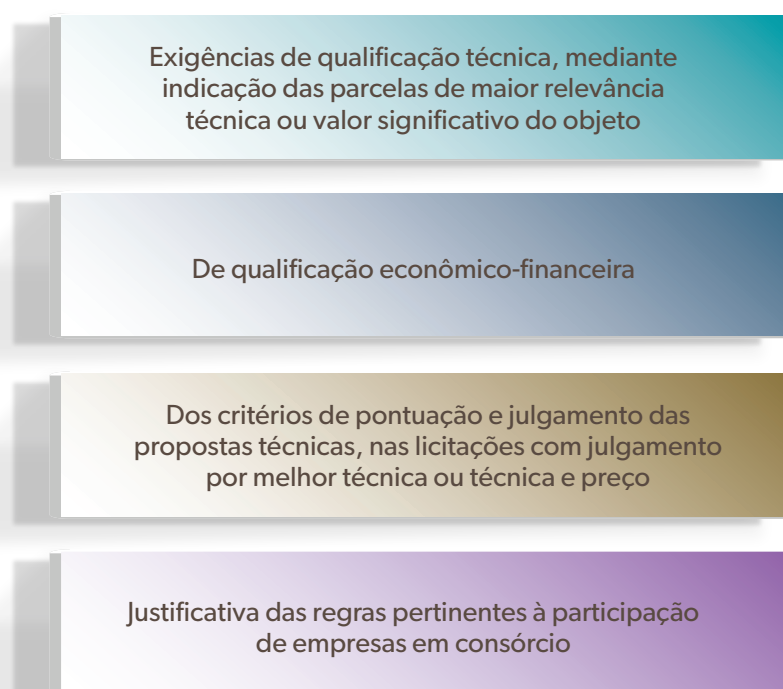 Exigências de qualificação técnica, mediante
indicação das parcelas de maior relevância
técnica ou valor significativo do objeto
De qualificação econômico-financeira
Dos critérios de pontuação e julgamento das
propostas técnicas, nas licitações com julgamento
por melhor técnica ou técnica e preço
Justificativa das regras pertinentes à participação
de empresas em consórcio